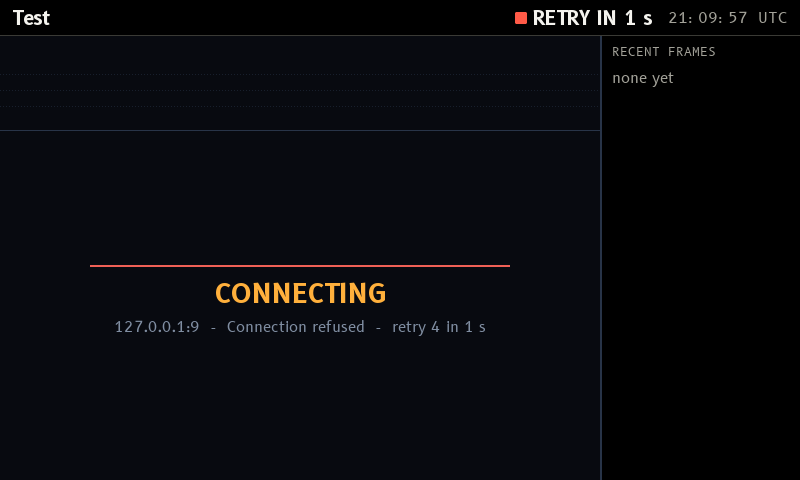 Test
RETRY IN 1 s
21:09:57 UTC
RECENT FRAMES
none yet
CONNECTING
127.0.0.1:9 - Connection refused - retry 4 in 1 s